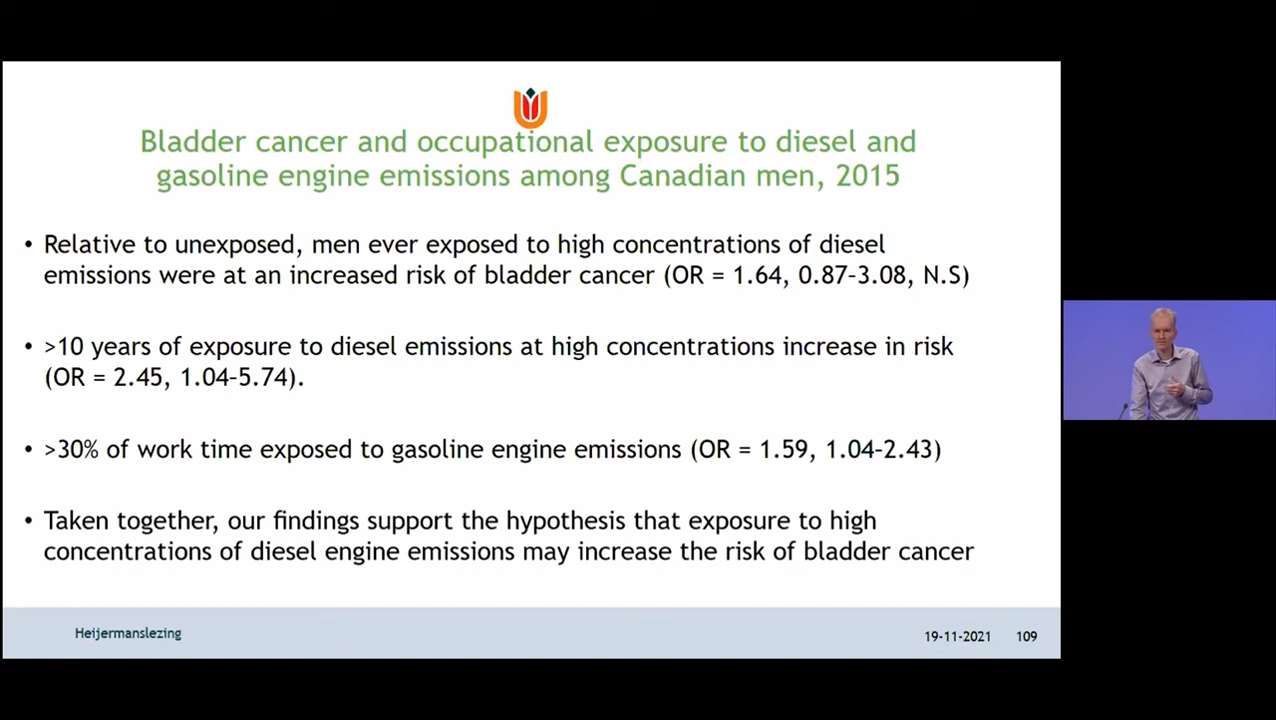 Bladder cancer and occupational exposure to diesel and
gasoline engine emissions among Canadian men, 2015
• Relative to unexposed, men ever exposed to high concentrations of diesel
emissions were at an increased risk of bladder cancer (OR = 1.64, 0.87–3.08, N.S)
• >10 years of exposure to diesel emissions at high concentrations increase in risk
(OR = 2.45, 1.04–5.74).
• >30% of work time exposed to gasoline engine emissions (OR = 1.59, 1.04–2.43)
• Taken together, our findings support the hypothesis that exposure to high
concentrations of diesel engine emissions may increase the risk of bladder cancer
Heijermanslezing
19-11-2021 109